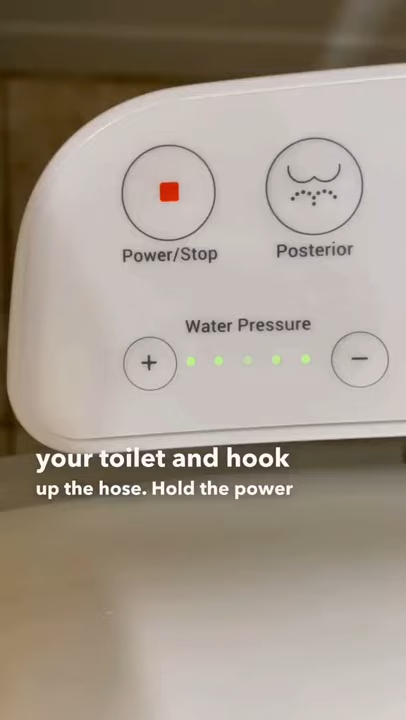 Power/Stop
Posterior
Water Pressure
+
−
your toilet and hook
up the hose. Hold the power